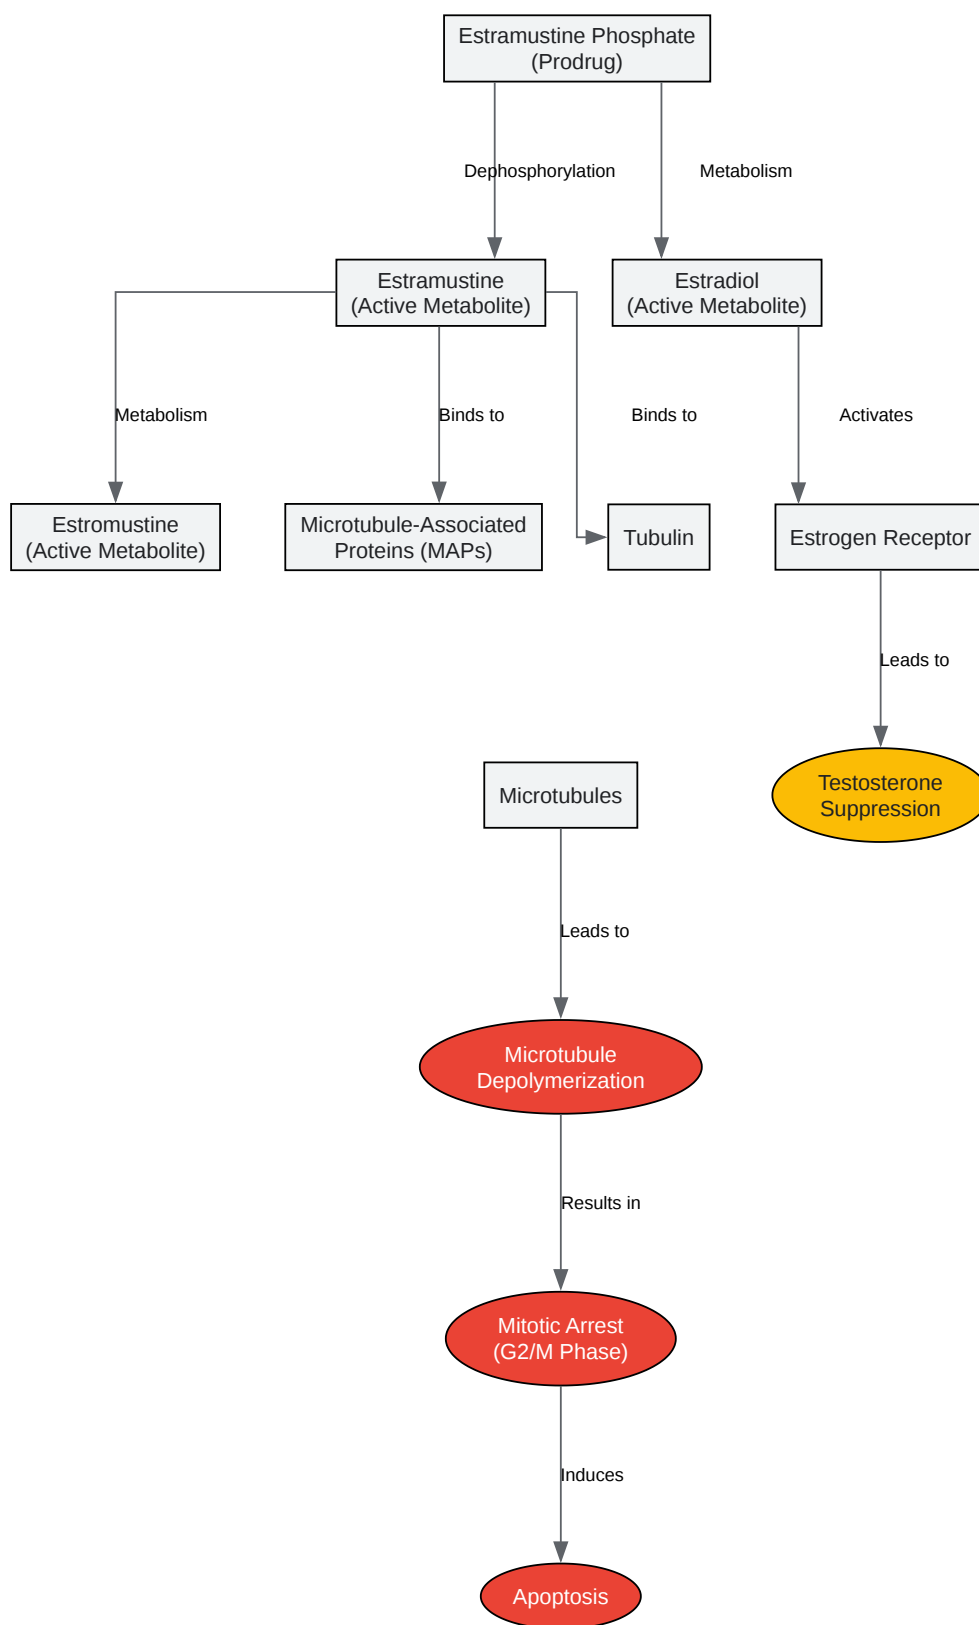 Estramustine Phosphate
(Prodrug)
Dephosphorylation
Metabolism
Estramustine
(Active Metabolite)
Estradiol
(Active Metabolite)
Metabolism
Binds to
Binds to
Activates
Estromustine
(Active Metabolite)
Microtubule-Associated
Proteins (MAPs)
Tubulin
Estrogen Receptor
Leads to
Testosterone
Suppression
Microtubules
Leads to
Microtubule
Depolymerization
Results in
Mitotic Arrest
(G2/M Phase)
Induces
Apoptosis